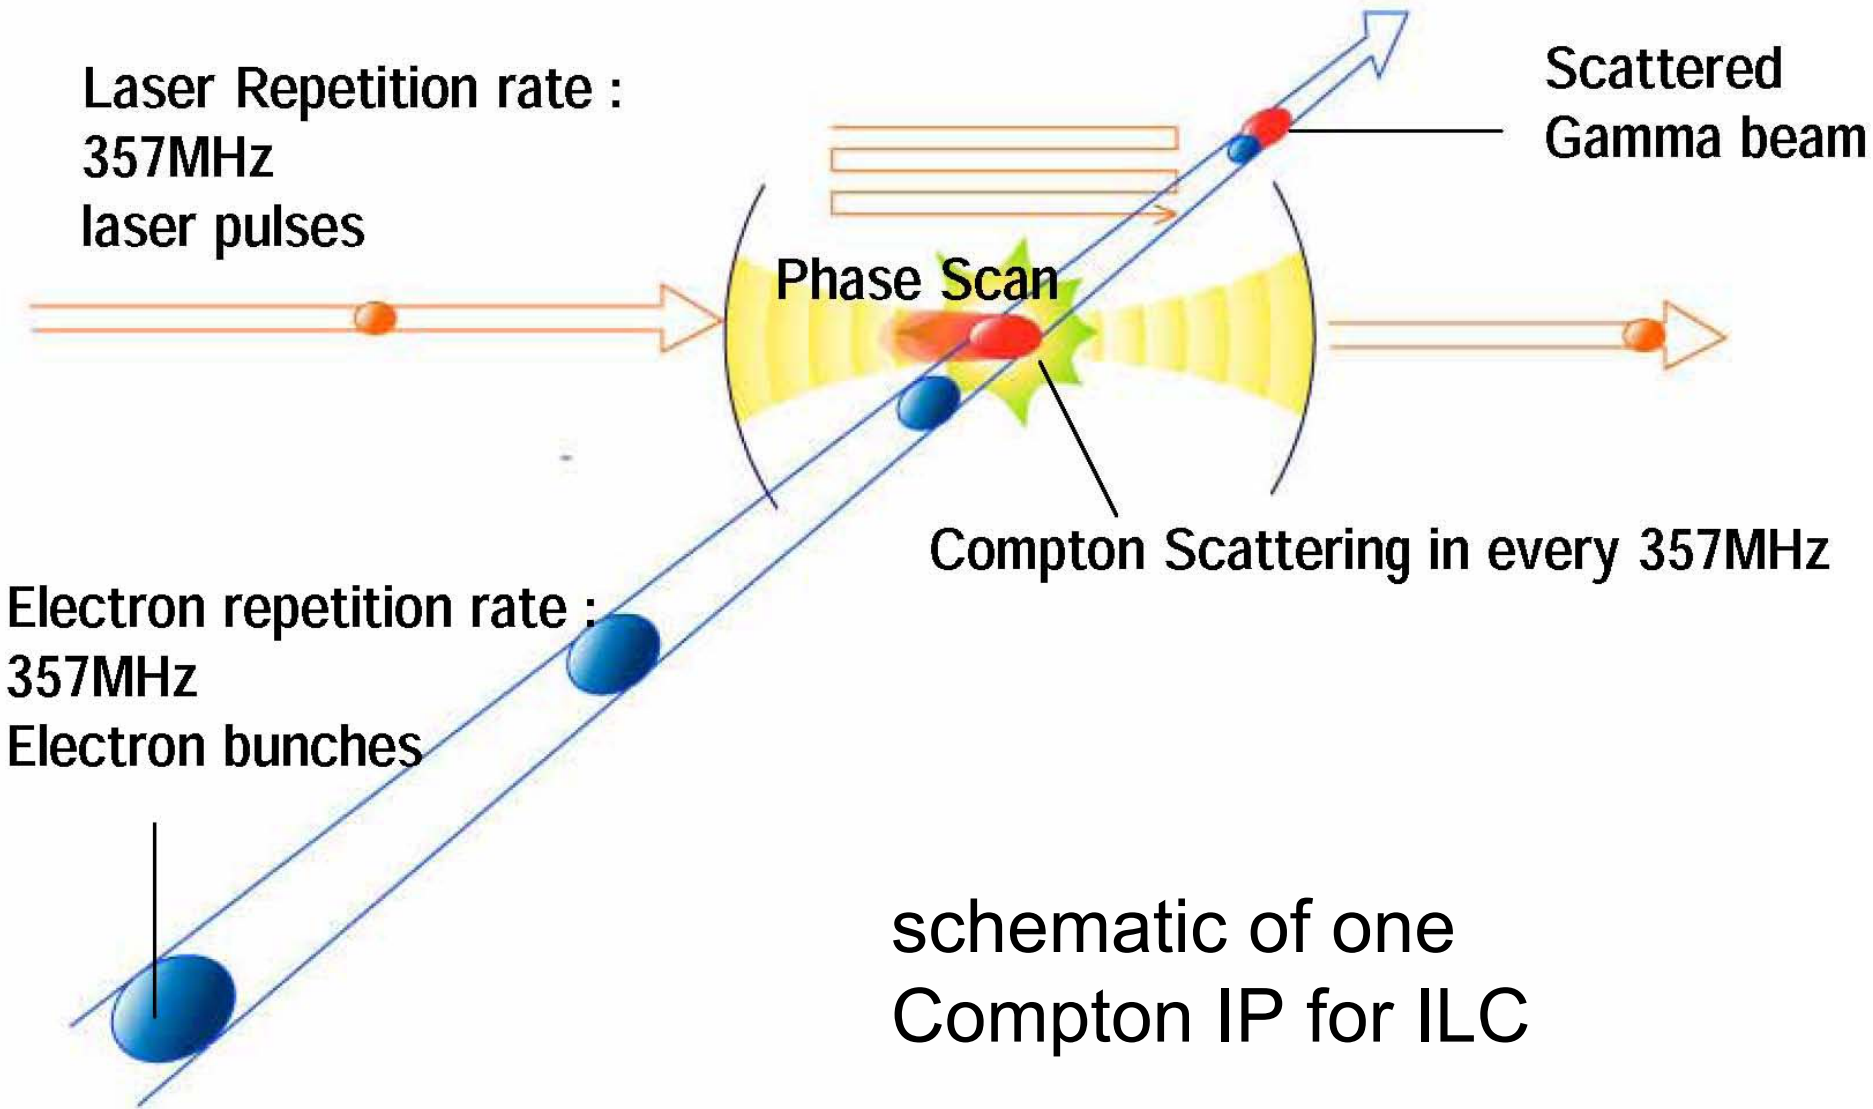 Laser Repetition rate :
357MHz
laser pulses
Scattered
Gamma beam
Phase Scan
Compton Scattering in every 357MHz
Electron repetition rate :
357MHz
Electron bunches
schematic of one
Compton IP for ILC